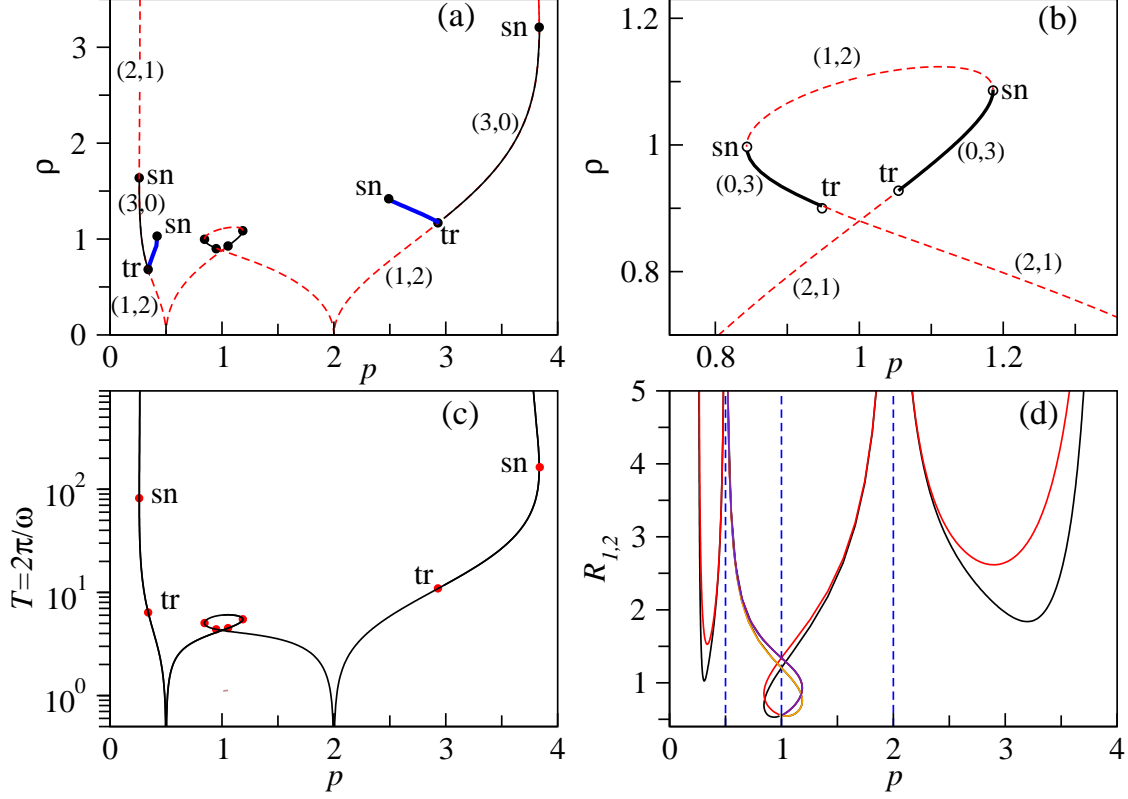 (a)
sn
(2,1)
(3,0)
sn
(3,0)
sn
sn
tr
tr
(1,2)
(1,2)
ρ
3
2
1
0
0 1 2 3 4
p
(b)
(1,2)
sn
(0,3)
sn
tr
tr
(0,3)
(2,1)
(2,1)
ρ
1.2
1
0.8
0.8 1 1.2
p
(c)
sn
sn
tr
tr
T=2π/ω
10²
10¹
10⁰
0 1 2 3 4
p
(d)
R1,2
5
4
3
2
1
0 1 2 3 4
p